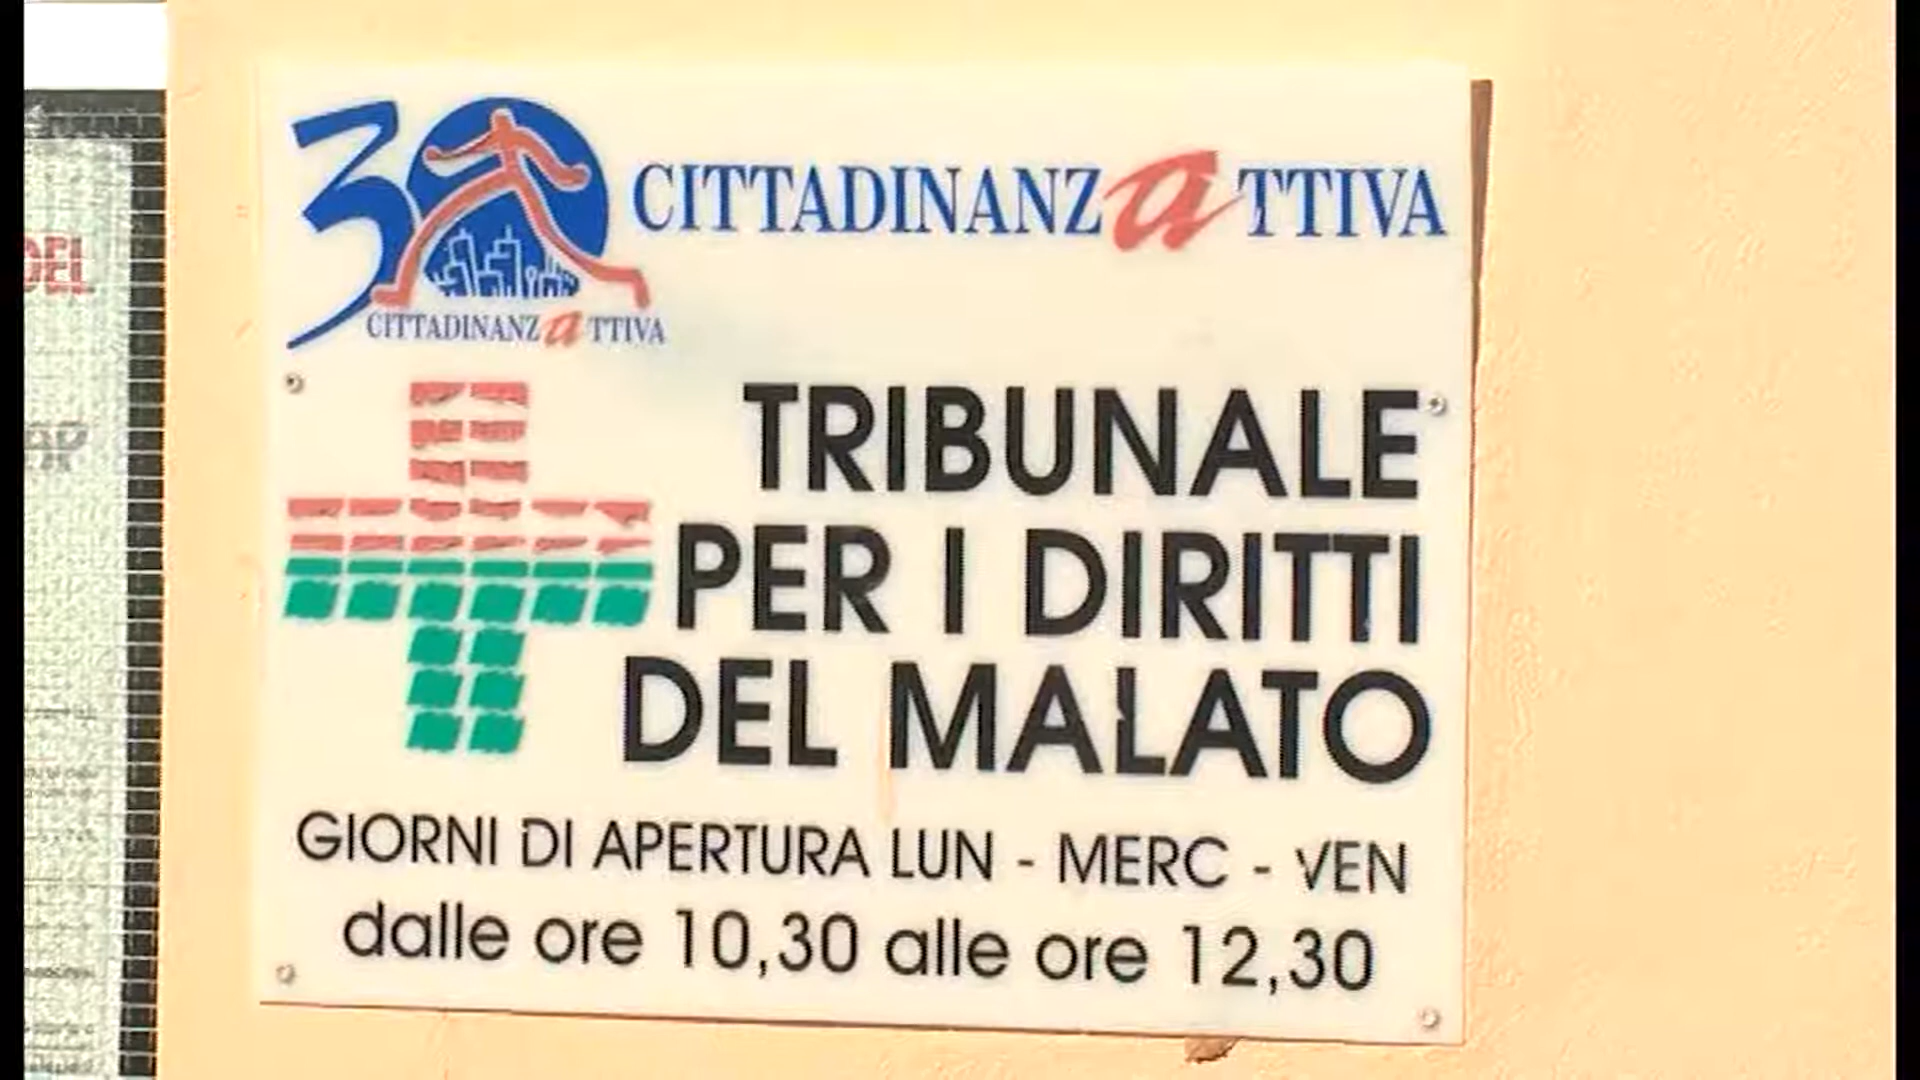 30
CITTADINANZaTTIVA
CITTADINANZaTTIVA
TRIBUNALE
PER I DIRITTI
DEL MALATO
GIORNI DI APERTURA LUN - MERC - VEN
dalle ore 10,30 alle ore 12,30
DEL